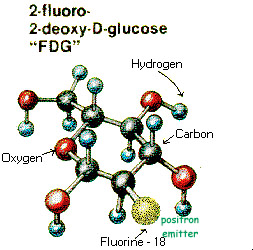 2-fluoro-
2-deoxy-D-glucose
"FDG"
Hydrogen
Carbon
Oxygen
positron
emitter
Fluorine - 18